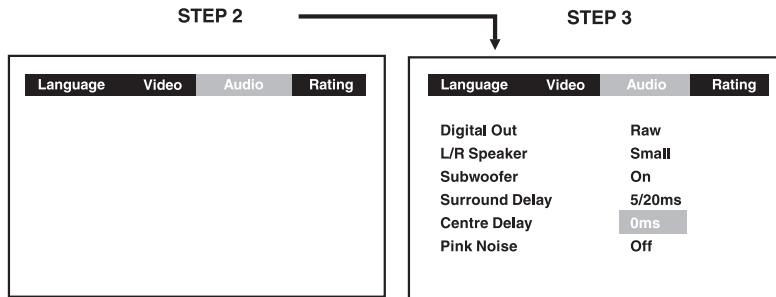 STEP 2
STEP 3
Language Video Audio Rating
Language Video Audio Rating
Digital Out Raw
L/R Speaker Small
Subwoofer On
Surround Delay 5/20ms
Centre Delay 0ms
Pink Noise Off